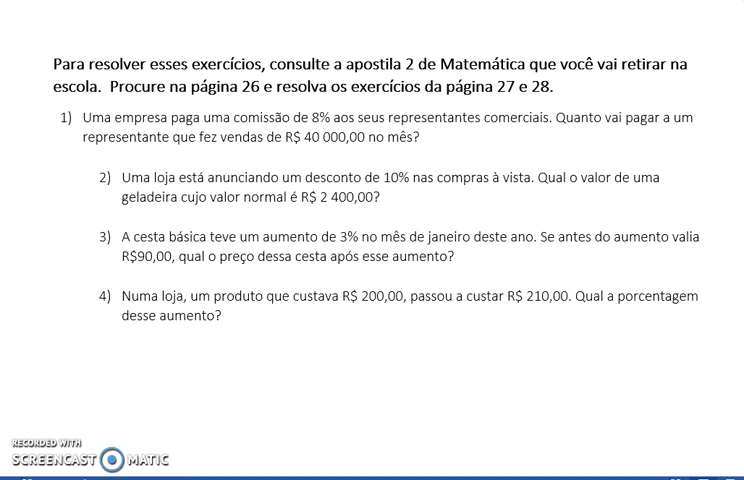 Para resolver esses exercícios, consulte a apostila 2 de Matemática que você vai retirar na
escola. Procure na página 26 e resolva os exercícios da página 27 e 28.
1) Uma empresa paga uma comissão de 8% aos seus representantes comerciais. Quanto vai pagar a um
representante que fez vendas de R$ 40 000,00 no mês?
2) Uma loja está anunciando um desconto de 10% nas compras à vista. Qual o valor de uma
geladeira cujo valor normal é R$ 2 400,00?
3) A cesta básica teve um aumento de 3% no mês de janeiro deste ano. Se antes do aumento valia
R$90,00, qual o preço dessa cesta após esse aumento?
4) Numa loja, um produto que custava R$ 200,00, passou a custar R$ 210,00. Qual a porcentagem
desse aumento?
RECORDED WITH
SCREENCAST MATIC